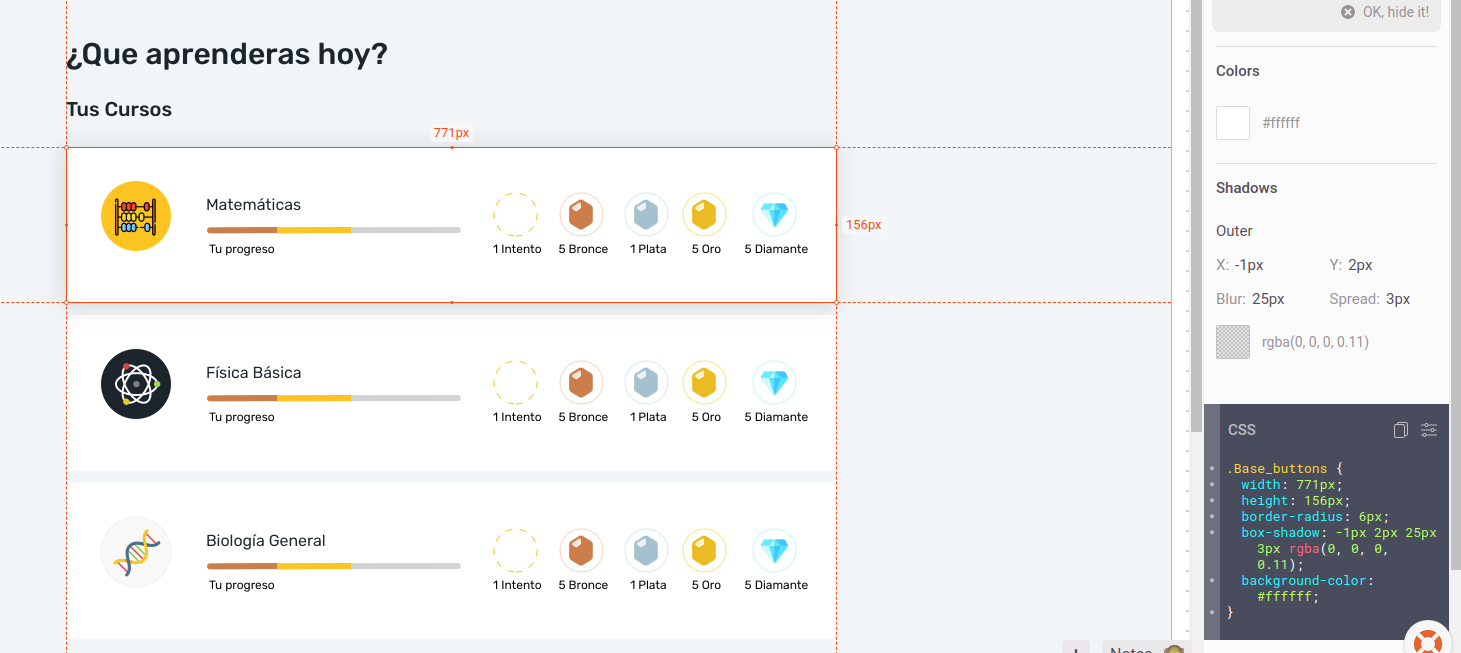 ¿Que aprenderas hoy?
Tus Cursos
771px
156px
Matemáticas
Tu progreso
1 Intento
5 Bronce
1 Plata
5 Oro
5 Diamante
Física Básica
Tu progreso
1 Intento
5 Bronce
1 Plata
5 Oro
5 Diamante
Biología General
Tu progreso
1 Intento
5 Bronce
1 Plata
5 Oro
5 Diamante
Notes
OK, hide it!
Colors
#ffffff
Shadows
Outer
X: -1px Y: 2px
Blur: 25px Spread: 3px
rgba(0, 0, 0, 0.11)
CSS
.Base_buttons {
width: 771px;
height: 156px;
border-radius: 6px;
box-shadow: -1px 2px 25px
3px rgba(0, 0, 0,
0.11);
background-color:
#ffffff;
}